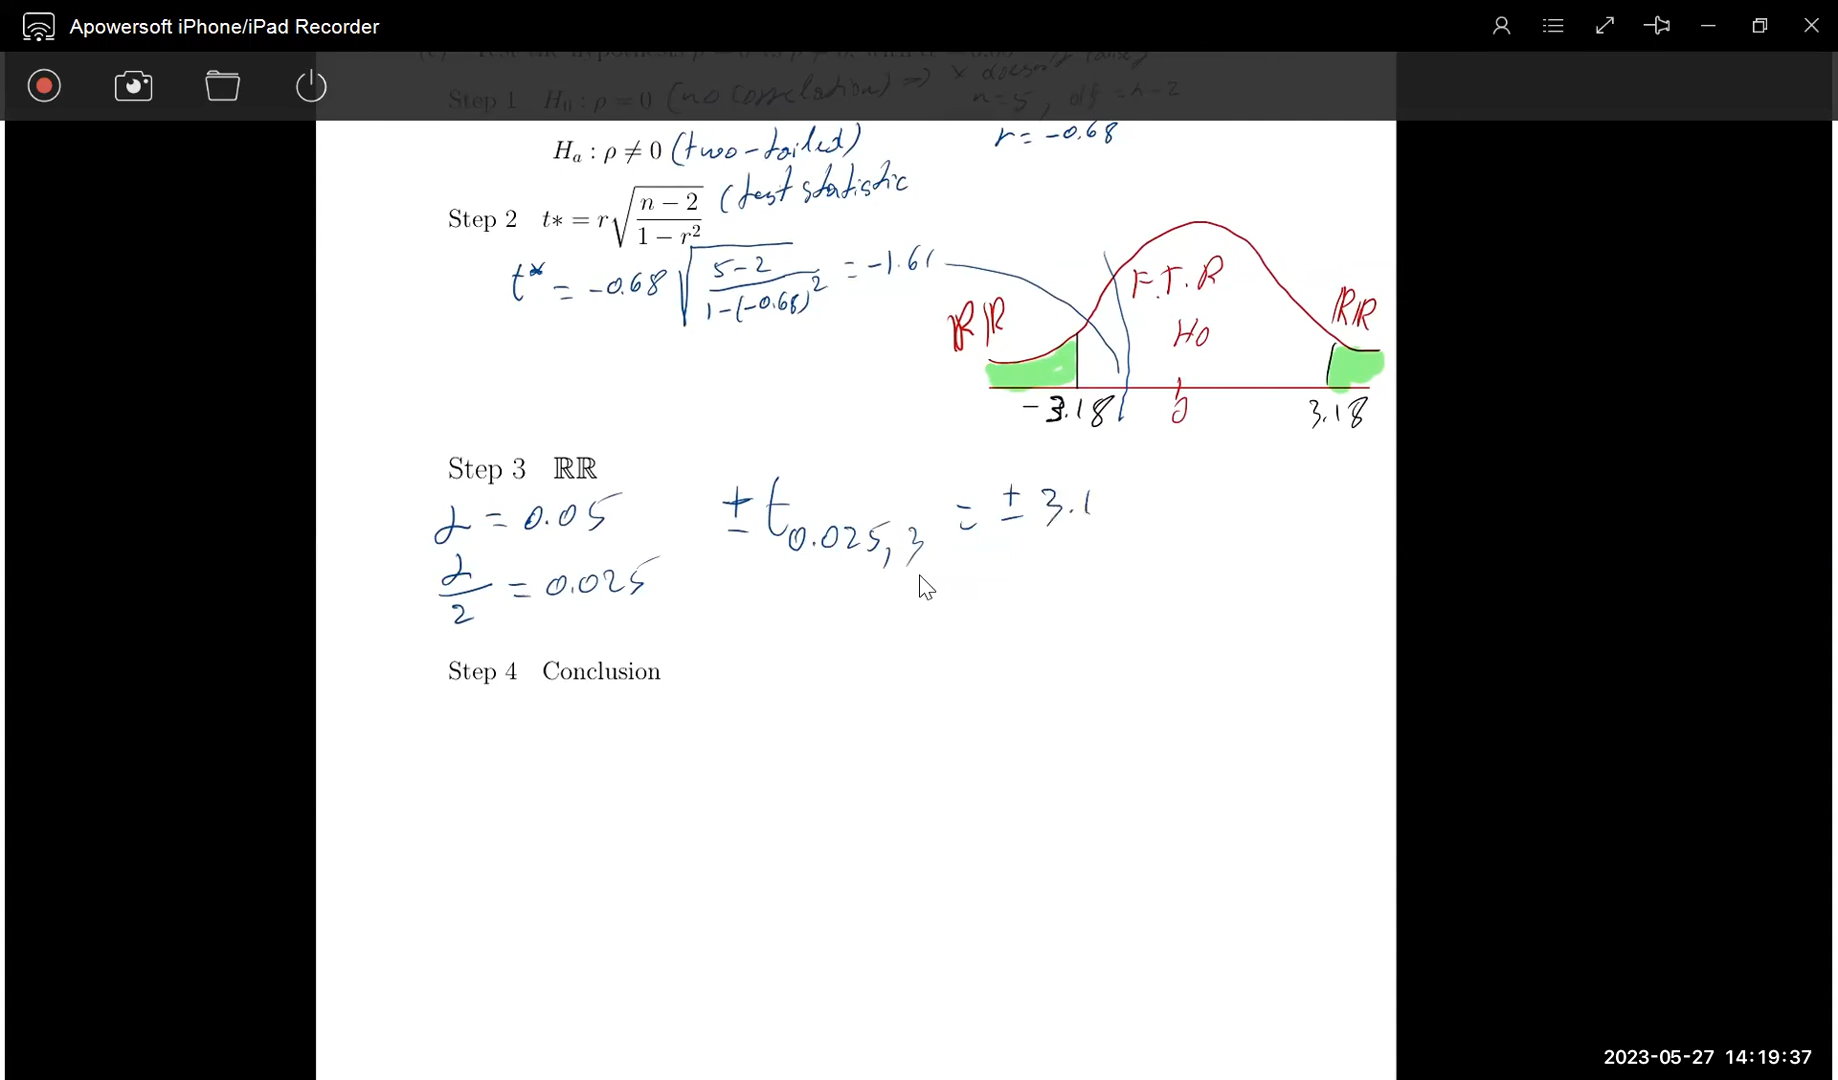 Apowersoft iPhone/iPad Recorder
Step 1 H₀ : ρ = 0 (no correlation) => x doesn't
n=5, df = n-2
Hₐ : ρ ≠ 0 (two-tailed) r = -0.68
Step 2 t* = r√((n − 2)/(1 − r²)) (test statistic
t* = -0.68 √((5-2)/(1-(-0.68)²)) = -1.61
F.T.R
RR H0 RR
-3.18 0 3.18
Step 3 ℝℝ
α = 0.05 ± t0.025, 3 = ± 3.1
α/2 = 0.025
Step 4 Conclusion
2023-05-27 14:19:37